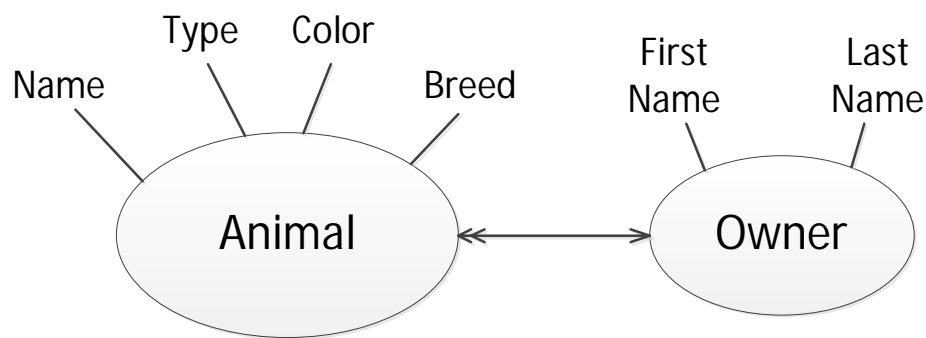 Type
Color
Name
Breed
First
Name
Last
Name
Animal
Owner